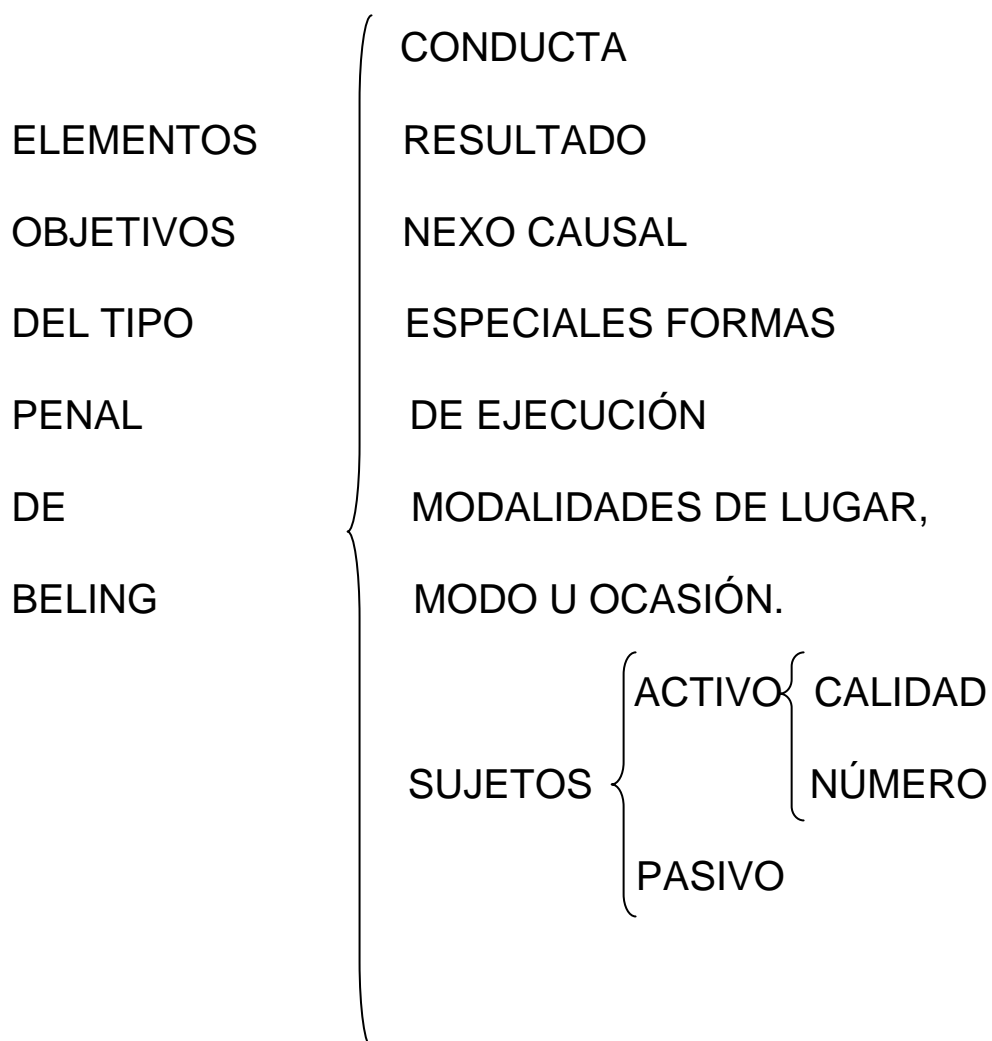 CONDUCTA
ELEMENTOS RESULTADO
OBJETIVOS NEXO CAUSAL
DEL TIPO ESPECIALES FORMAS
PENAL DE EJECUCIÓN
DE MODALIDADES DE LUGAR,
BELING MODO U OCASIÓN.
ACTIVO CALIDAD
SUJETOS NÚMERO
PASIVO